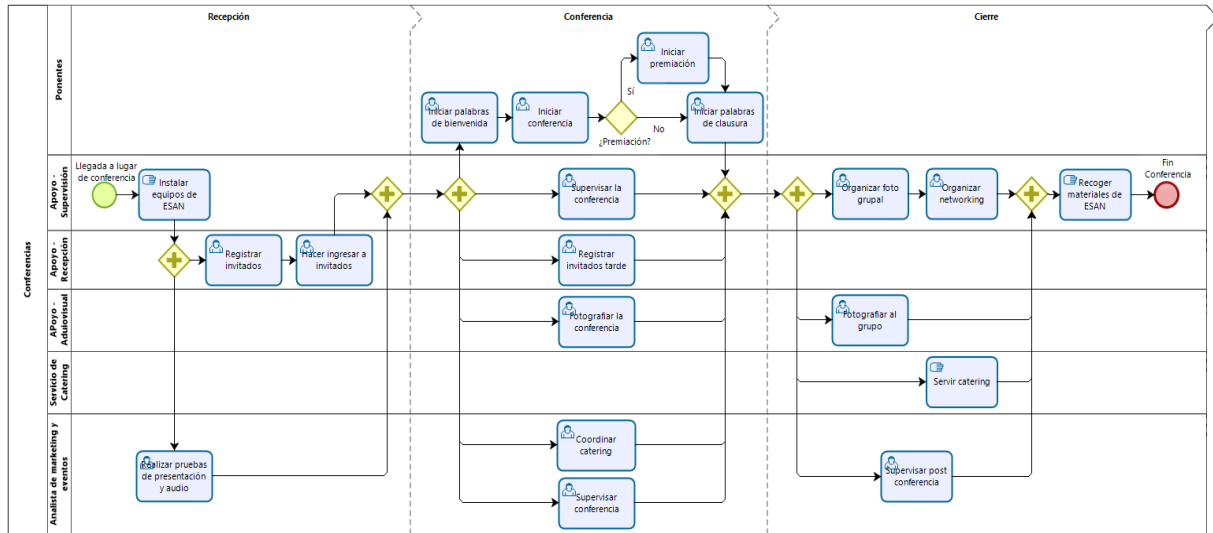 Recepción
Conferencia
Cierre
Conferencias
Ponentes
Iniciar
premiación
Sí
Iniciar palabras
de bienvenida
Iniciar
conferencia
¿Premiación?
No
Iniciar palabras
de clausura
Apoyo -
Supervisión
Llegada a lugar
de conferencia
Instalar
equipos de
ESAN
Supervisar la
conferencia
Organizar foto
grupal
Organizar
networking
Recoger
materiales de
ESAN
Fin
Conferencia
Apoyo -
Recepción
Registrar
invitados
Hacer ingresar a
invitados
Registrar
invitados tarde
APoyo -
Aduiovisual
Fotografiar la
conferencia
Fotografiar al
grupo
Servicio de
Catering
Servir catering
Analista de marketing y
eventos
Realizar pruebas
de presentación
y audio
Coordinar
catering
Supervisar
conferencia
Supervisar post
conferencia